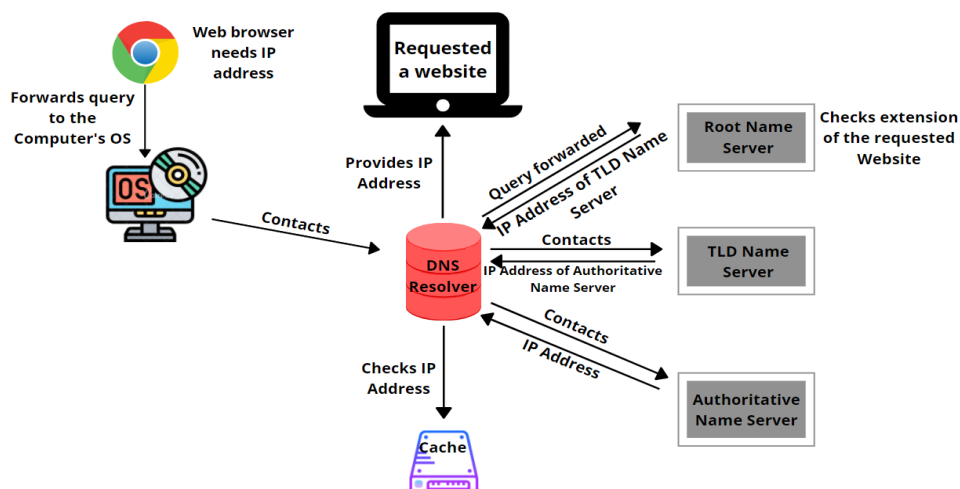 Web browser
needs IP
address
Forwards query
to the
Computer's OS
OS
Contacts
Requested
a website
Provides IP
Address
DNS
Resolver
Checks IP
Address
Cache
Query forwarded
IP Address of TLD Name
Server
Root Name
Server
Checks extension
of the requested
Website
Contacts
IP Address of Authoritative
Name Server
TLD Name
Server
Contacts
IP Address
Authoritative
Name Server